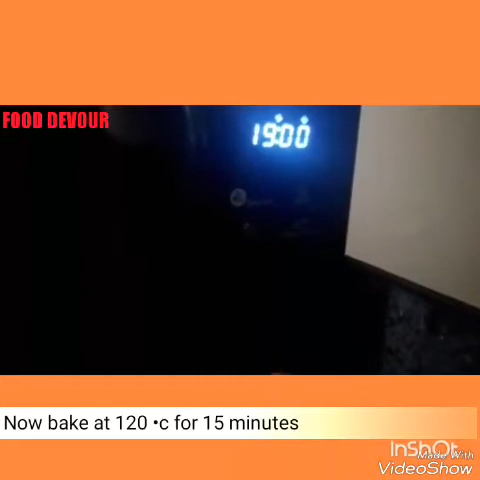 FOOD DEVOUR
19:00
Now bake at 120 •c for 15 minutes
InShOt
Made With
VideoShow